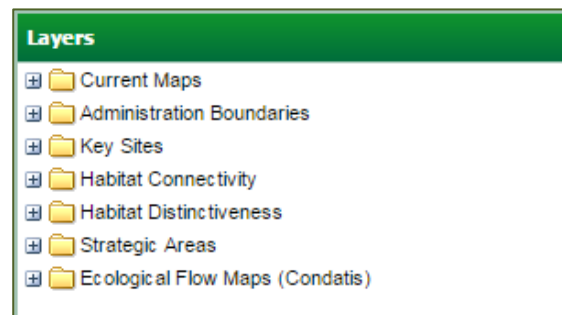 Layers
Current Maps
Administration Boundaries
Key Sites
Habitat Connectivity
Habitat Distinctiveness
Strategic Areas
Ecological Flow Maps (Condatis)